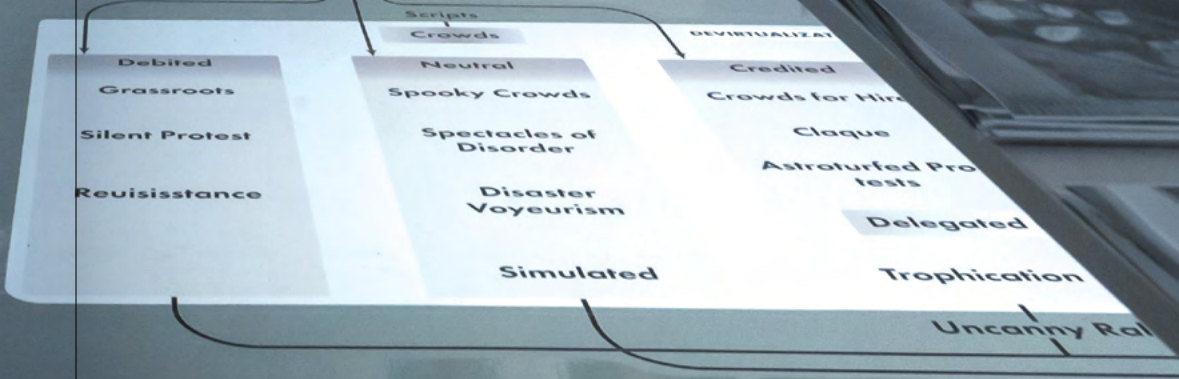 Scripts
Crowds
DEVIRTUALIZAT
Debited
Grassroots
Silent Protest
Reuisisstance
Neutral
Spooky Crowds
Spectacles of
Disorder
Disaster
Voyeurism
Simulated
Credited
Crowds for Hire
Claque
Astroturfed Pro
tests
Delegated
Trophication
Uncanny Ral